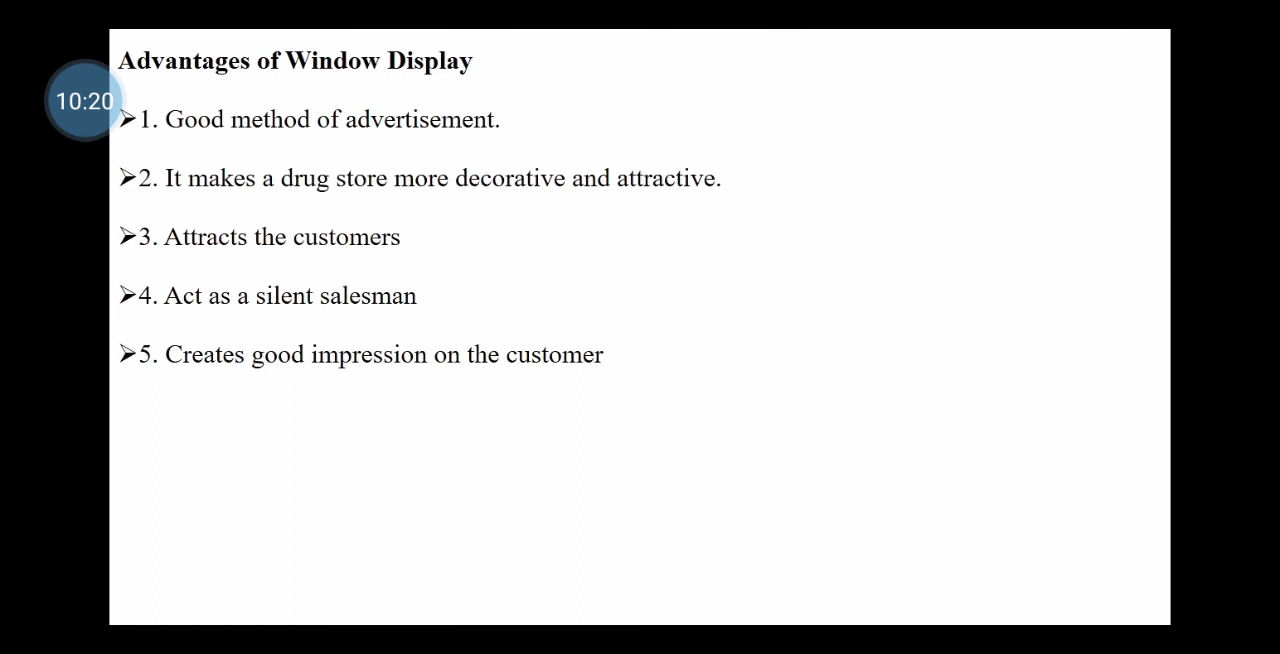 Advantages of Window Display
10:20
➢1. Good method of advertisement.
➢2. It makes a drug store more decorative and attractive.
➢3. Attracts the customers
➢4. Act as a silent salesman
➢5. Creates good impression on the customer